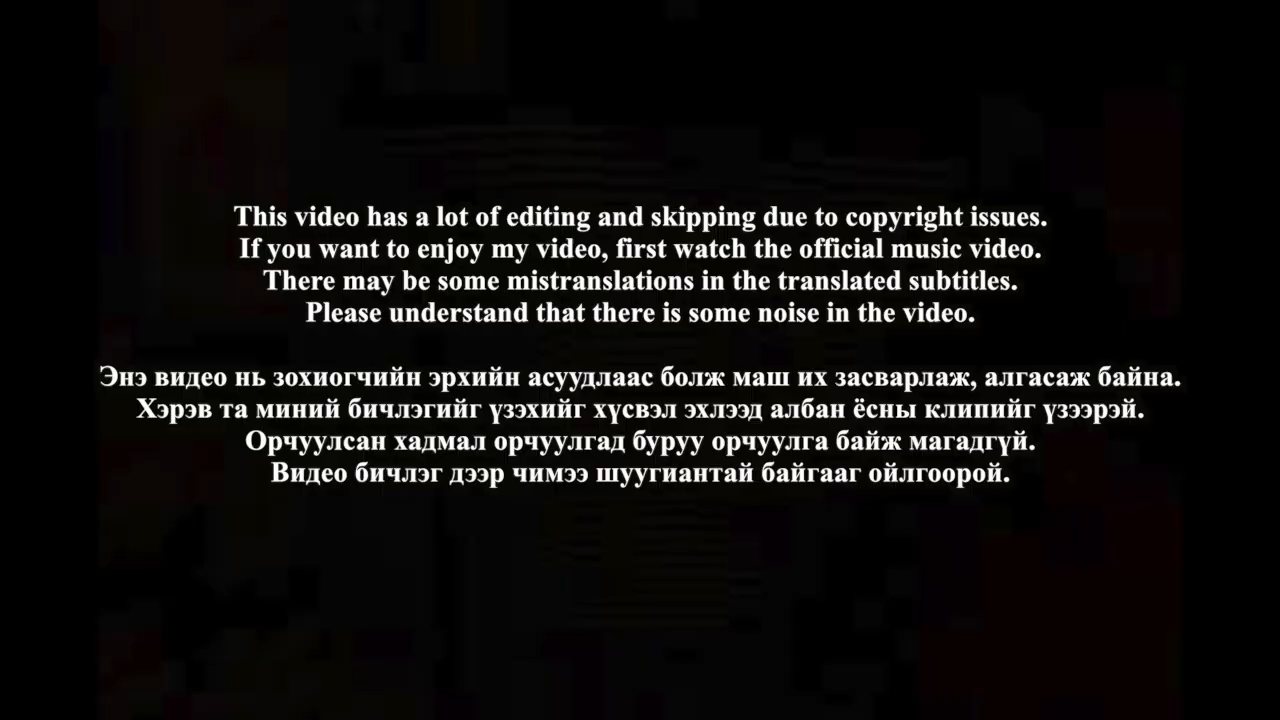 This video has a lot of editing and skipping due to copyright issues.
If you want to enjoy my video, first watch the official music video.
There may be some mistranslations in the translated subtitles.
Please understand that there is some noise in the video.
Энэ видео нь зохиогчийн эрхийн асуудлаас болж маш их засварлаж, алгасаж байна.
Хэрэв та миний бичлэгийг үзэхийг хүсвэл эхлээд албан ёсны клипийг үзээрэй.
Орчуулсан хадмал орчуулгад буруу орчуулга байж магадгүй.
Видео бичлэг дээр чимээ шуугиантай байгааг ойлгоорой.